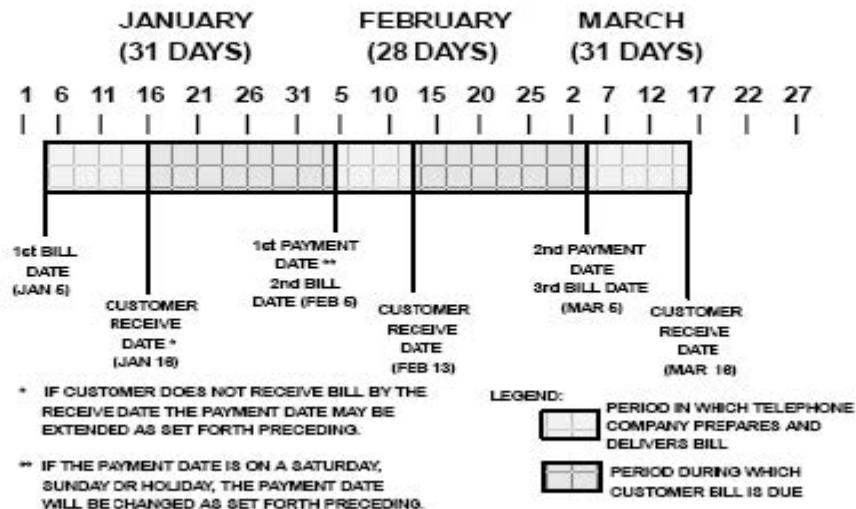 JANUARY
(31 DAYS)
FEBRUARY
(28 DAYS)
MARCH
(31 DAYS)
1 6 11 16 21 26 31 5 10 15 20 25 2 7 12 17 22 27
1st BILL
DATE
(JAN 5)
CUSTOMER
RECEIVE
DATE *
(JAN 16)
1st PAYMENT
DATE **
2nd BILL
DATE (FEB 5)
CUSTOMER
RECEIVE
DATE
(FEB 13)
2nd PAYMENT
DATE
3rd BILL DATE
(MAR 5)
CUSTOMER
RECEIVE
DATE
(MAR 16)
* IF CUSTOMER DOES NOT RECEIVE BILL BY THE
RECEIVE DATE THE PAYMENT DATE MAY BE
EXTENDED AS SET FORTH PRECEDING.
** IF THE PAYMENT DATE IS ON A SATURDAY,
SUNDAY OR HOLIDAY, THE PAYMENT DATE
WILL BE CHANGED AS SET FORTH PRECEDING.
LEGEND:
PERIOD IN WHICH TELEPHONE
COMPANY PREPARES AND
DELIVERS BILL
PERIOD DURING WHICH
CUSTOMER BILL IS DUE